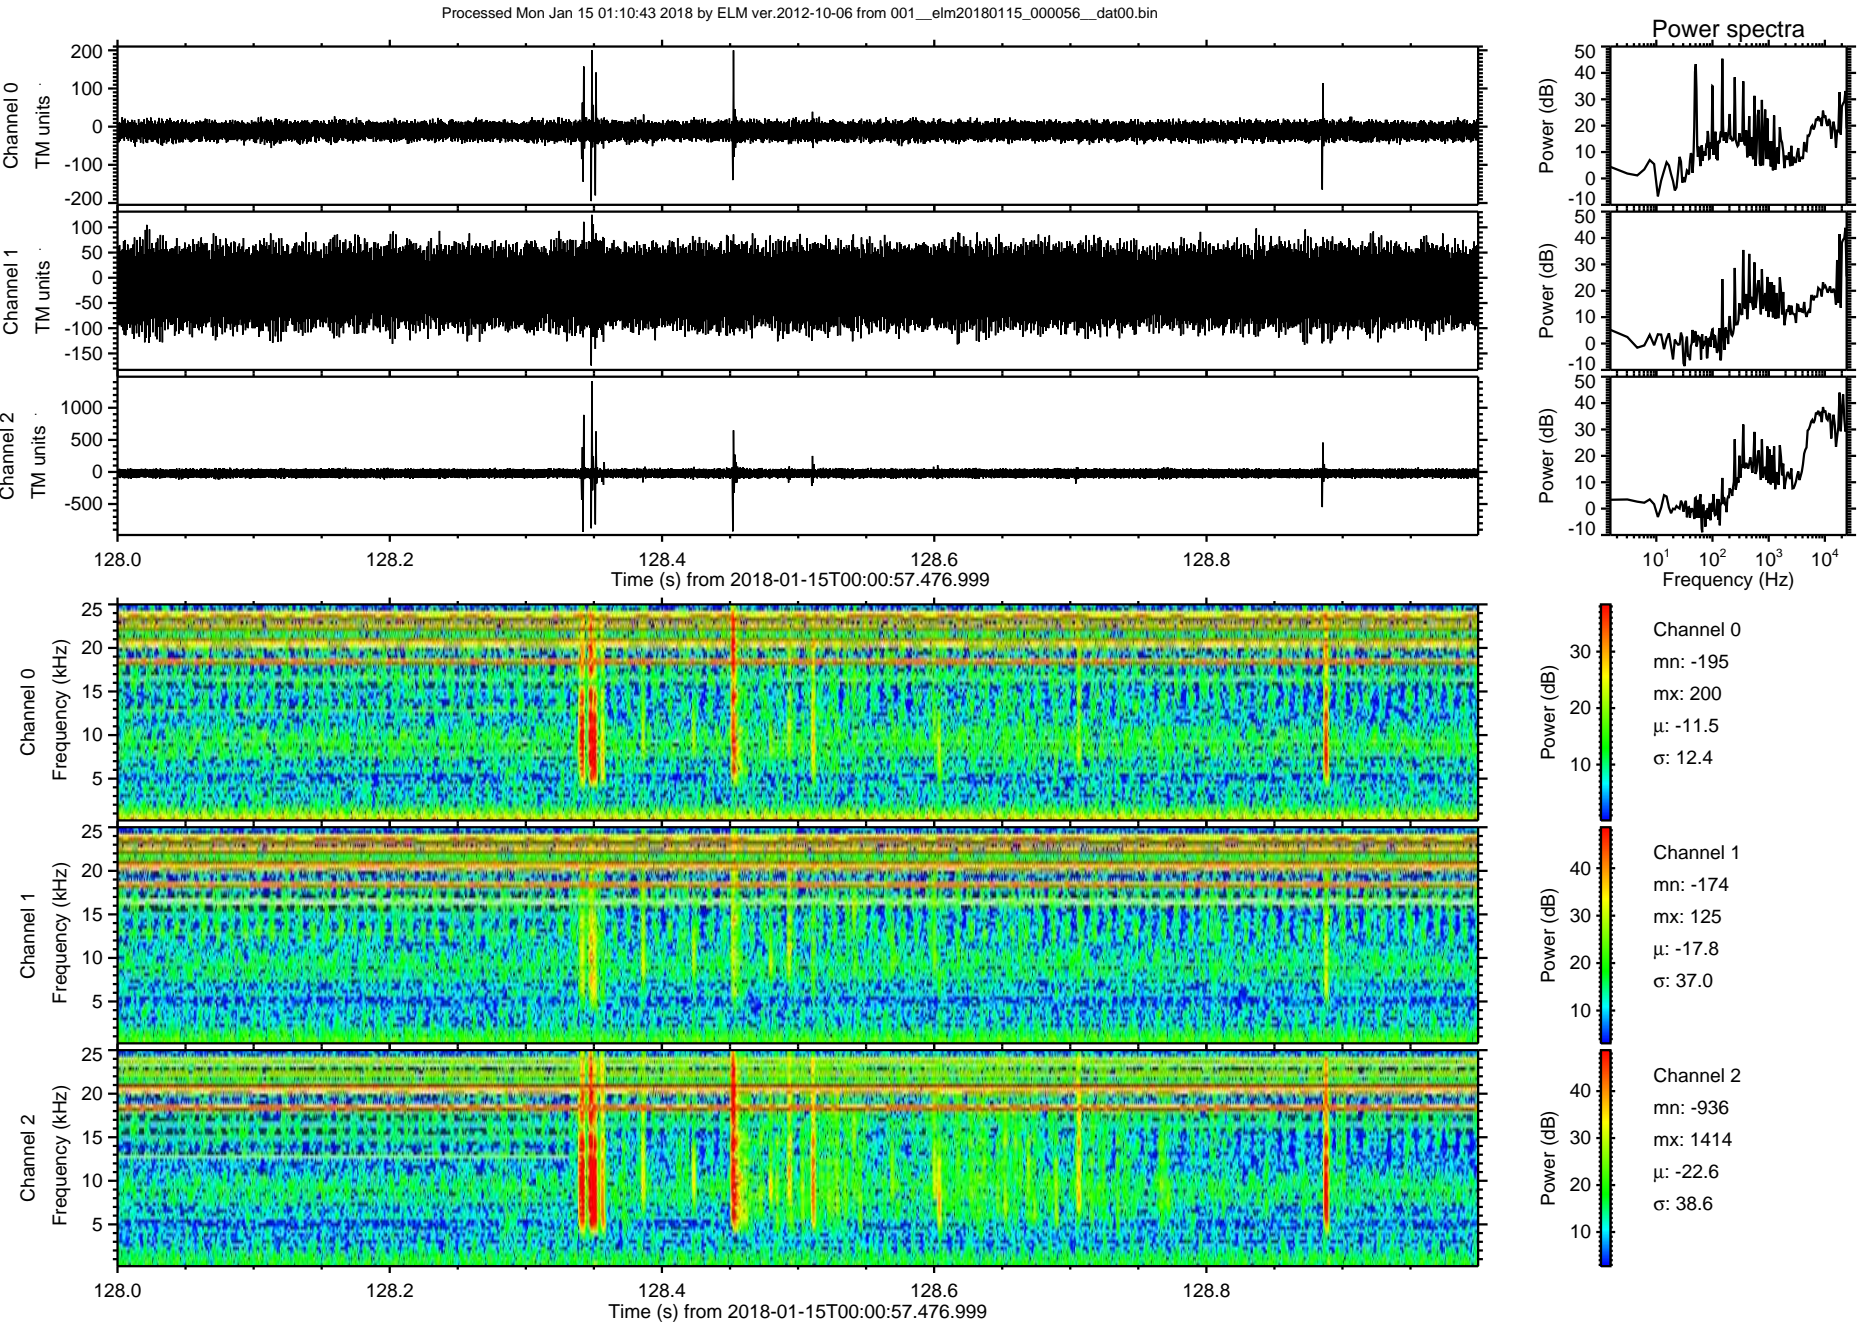 Processed Mon Jan 15 01:10:43 2018 by ELM ver.2012-10-06 from 001__elm20180115_000056__dat00.bin
Power spectra
Channel 0
TM units
200
100
0
-100
-200
Power (dB)
50
40
30
20
10
0
-10
Channel 1
TM units
100
50
0
-50
-100
-150
Power (dB)
50
40
30
20
10
0
-10
Channel 2
TM units
1000
500
0
-500
Power (dB)
50
40
30
20
10
0
-10
128.0 128.2 128.4 128.6 128.8
Time (s) from 2018-01-15T00:00:57.476.999
10^1 10^2 10^3 10^4
Frequency (Hz)
Channel 0
Frequency (kHz)
25
20
15
10
5
Power (dB)
30
20
10
Channel 0
mn: -195
mx: 200
μ: -11.5
σ: 12.4
Channel 1
Frequency (kHz)
25
20
15
10
5
Power (dB)
40
30
20
10
Channel 1
mn: -174
mx: 125
μ: -17.8
σ: 37.0
Channel 2
Frequency (kHz)
25
20
15
10
5
Power (dB)
40
30
20
10
Channel 2
mn: -936
mx: 1414
μ: -22.6
σ: 38.6
128.0 128.2 128.4 128.6 128.8
Time (s) from 2018-01-15T00:00:57.476.999